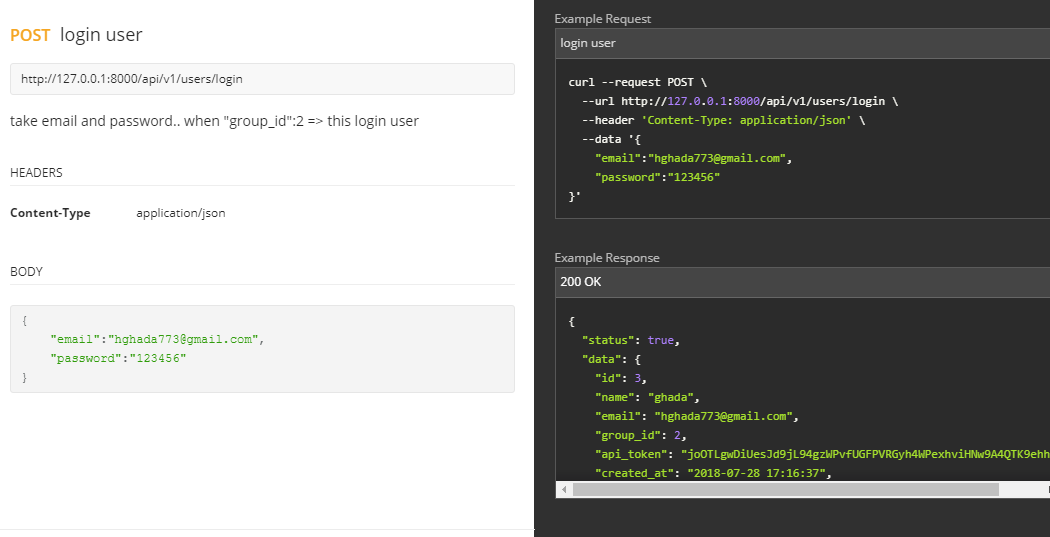 POST login user
http://127.0.0.1:8000/api/v1/users/login
take email and password.. when "group_id":2 => this login user
HEADERS
Content-Type application/json
BODY
{
"email":"hghada773@gmail.com",
"password":"123456"
}
Example Request
login user
curl --request POST \
--url http://127.0.0.1:8000/api/v1/users/login \
--header 'Content-Type: application/json' \
--data '{
"email":"hghada773@gmail.com",
"password":"123456"
}'
Example Response
200 OK
{
"status": true,
"data": {
"id": 3,
"name": "ghada",
"email": "hghada773@gmail.com",
"group_id": 2,
"api_token": "joOTLgwDiUesJd9jL94gzWPvfUGFPVRGyh4WPexhviHNw9A4QTK9ehh
"created_at": "2018-07-28 17:16:37",